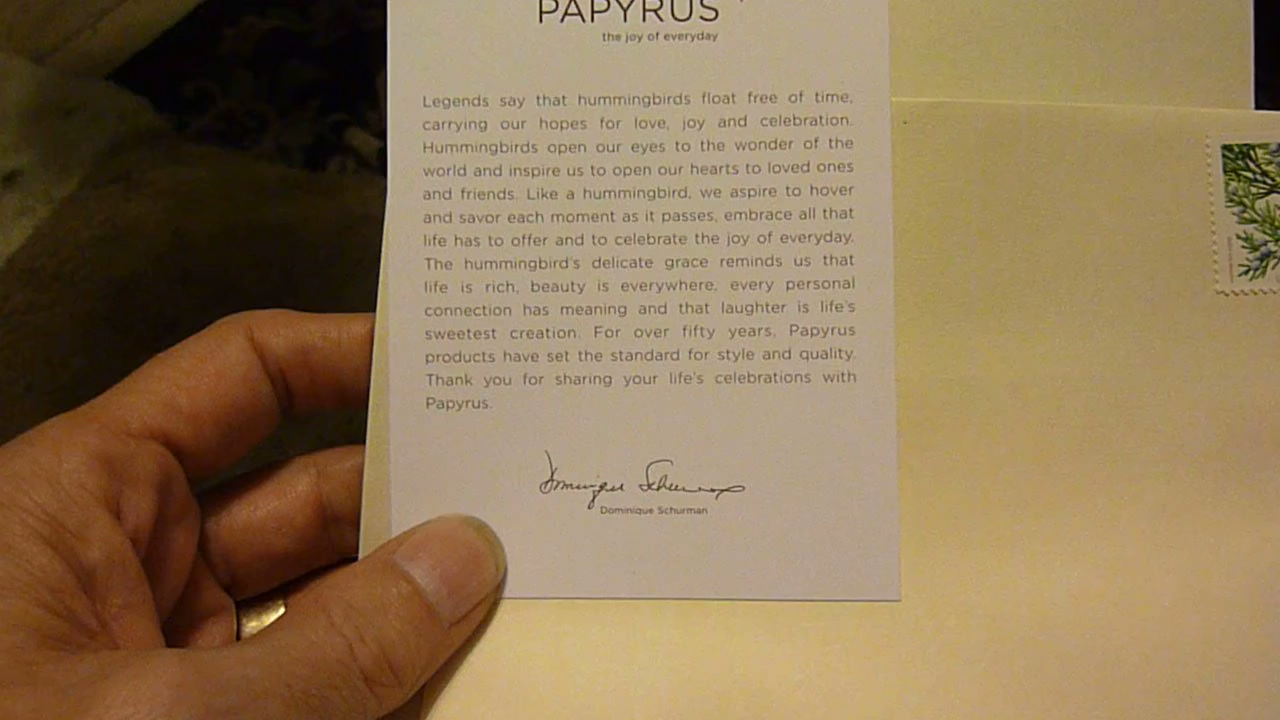 PAPYRUS
the joy of everyday
Legends say that hummingbirds float free of time,
carrying our hopes for love, joy and celebration.
Hummingbirds open our eyes to the wonder of the
world and inspire us to open our hearts to loved ones
and friends. Like a hummingbird, we aspire to hover
and savor each moment as it passes, embrace all that
life has to offer and to celebrate the joy of everyday.
The hummingbird's delicate grace reminds us that
life is rich, beauty is everywhere, every personal
connection has meaning and that laughter is life's
sweetest creation. For over fifty years, Papyrus
products have set the standard for style and quality.
Thank you for sharing your life's celebrations with
Papyrus.
Dominique Schurman
Dominique Schurman